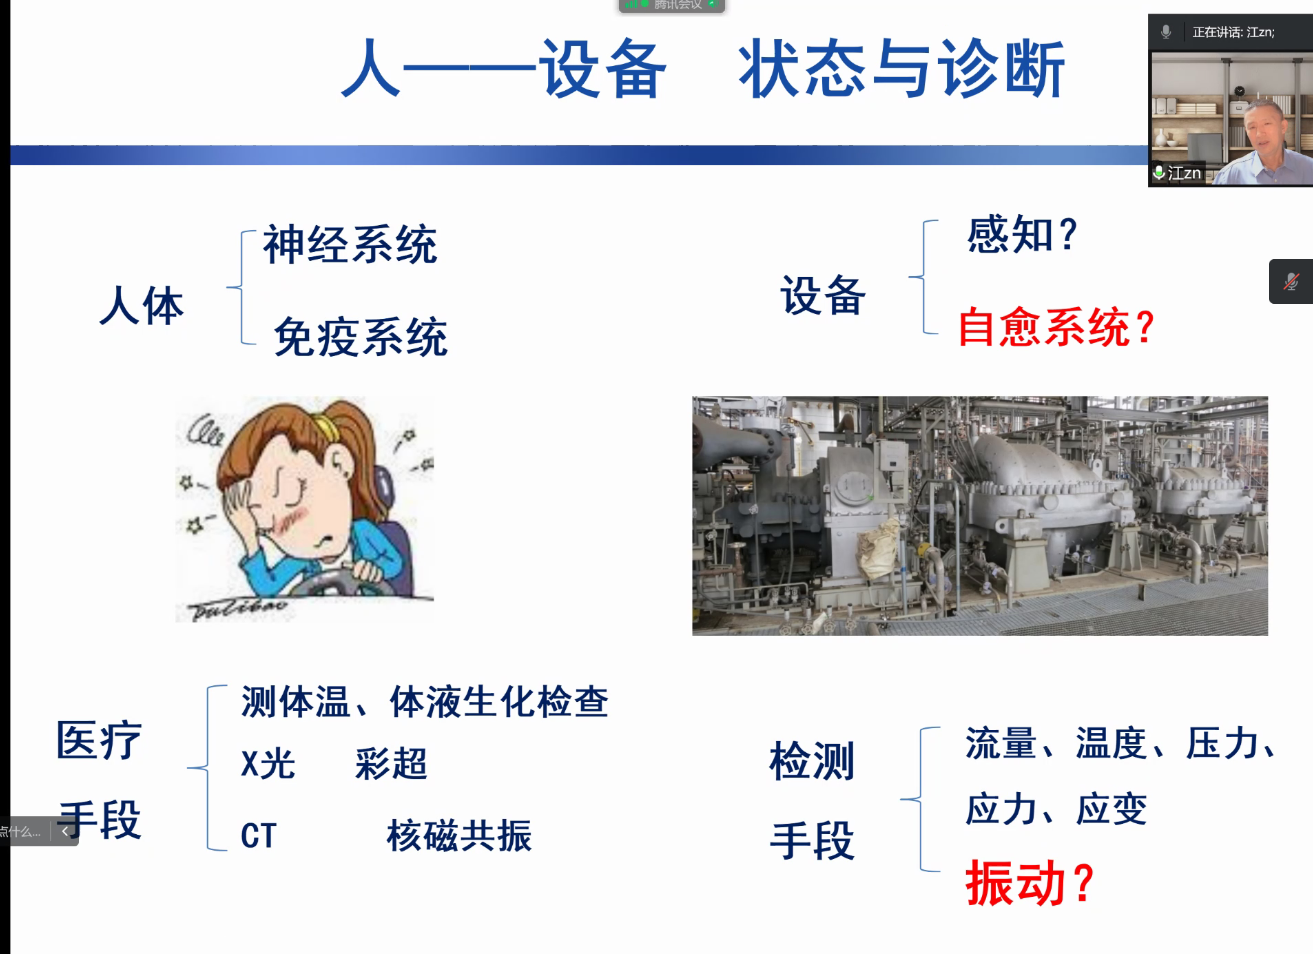 腾讯会议
人——设备 状态与诊断
正在讲话: 江zn;
江zn
人体
神经系统
免疫系统
设备
感知?
自愈系统?
医疗
手段
测体温、体液生化检查
X光 彩超
CT 核磁共振
检测
手段
流量、温度、压力、
应力、应变
振动?
点什么...